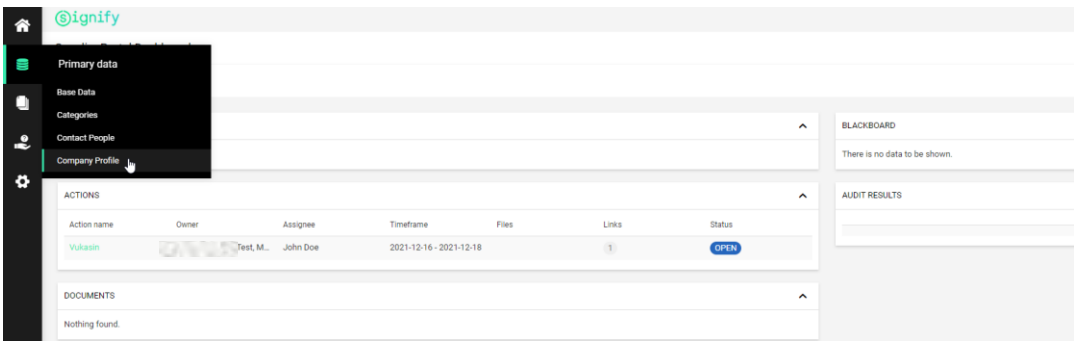 signify
Primary data
Base Data
Categories
Contact People
Company Profile
BLACKBOARD
There is no data to be shown.
ACTIONS
Action name Owner Assignee Timeframe Files Links Status
Vukasin Test, M... John Doe 2021-12-16 - 2021-12-18 1 OPEN
AUDIT RESULTS
DOCUMENTS
Nothing found.